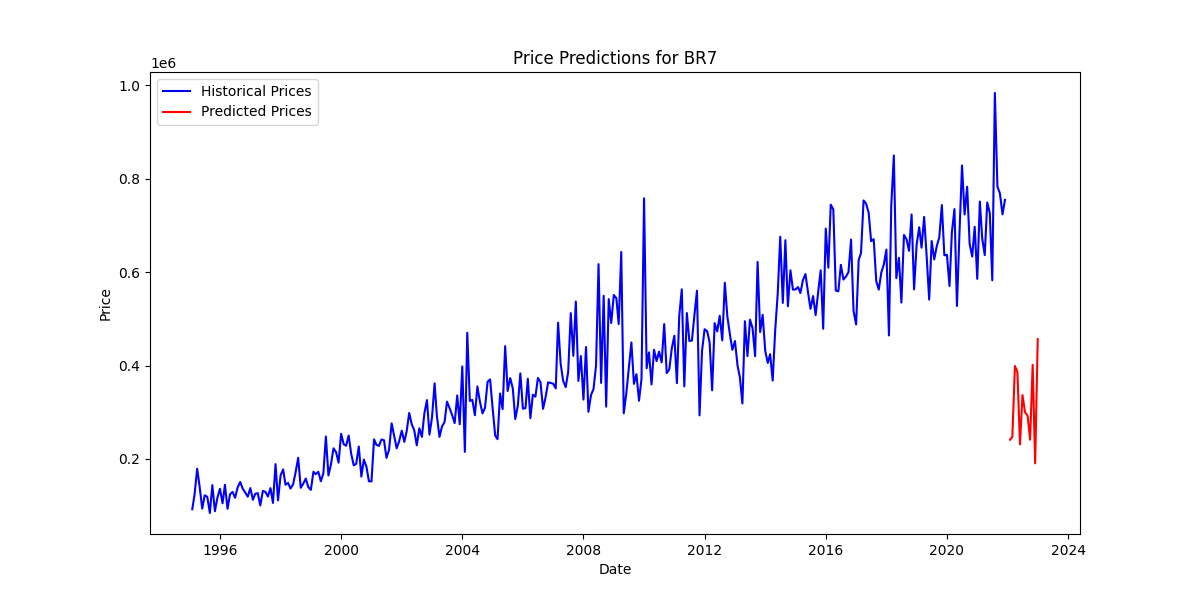 Price Predictions for BR7
1e6
Historical Prices
Predicted Prices
1.0
0.8
0.6
0.4
0.2
Price
1996 2000 2004 2008 2012 2016 2020 2024
Date